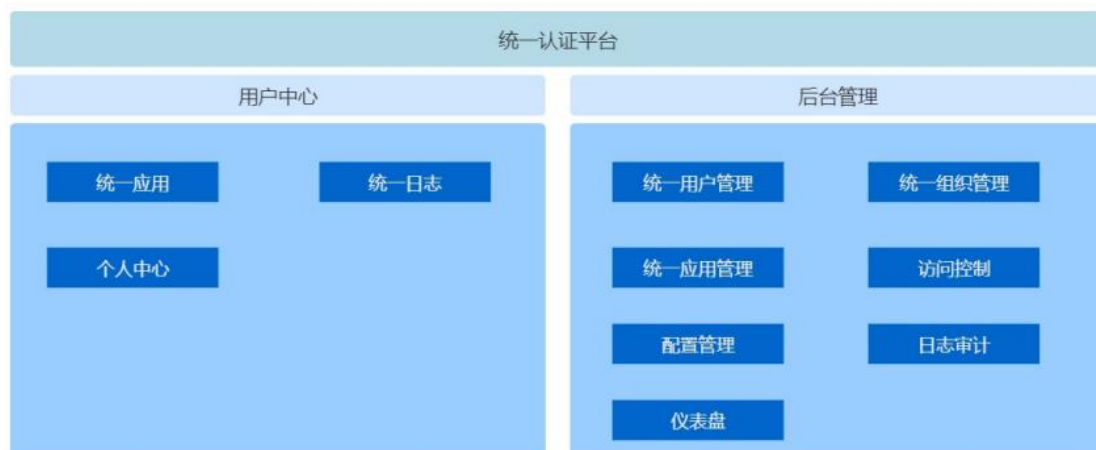 统一认证平台
用户中心
后台管理
统一应用
统一日志
个人中心
统一用户管理
统一组织管理
统一应用管理
访问控制
配置管理
日志审计
仪表盘